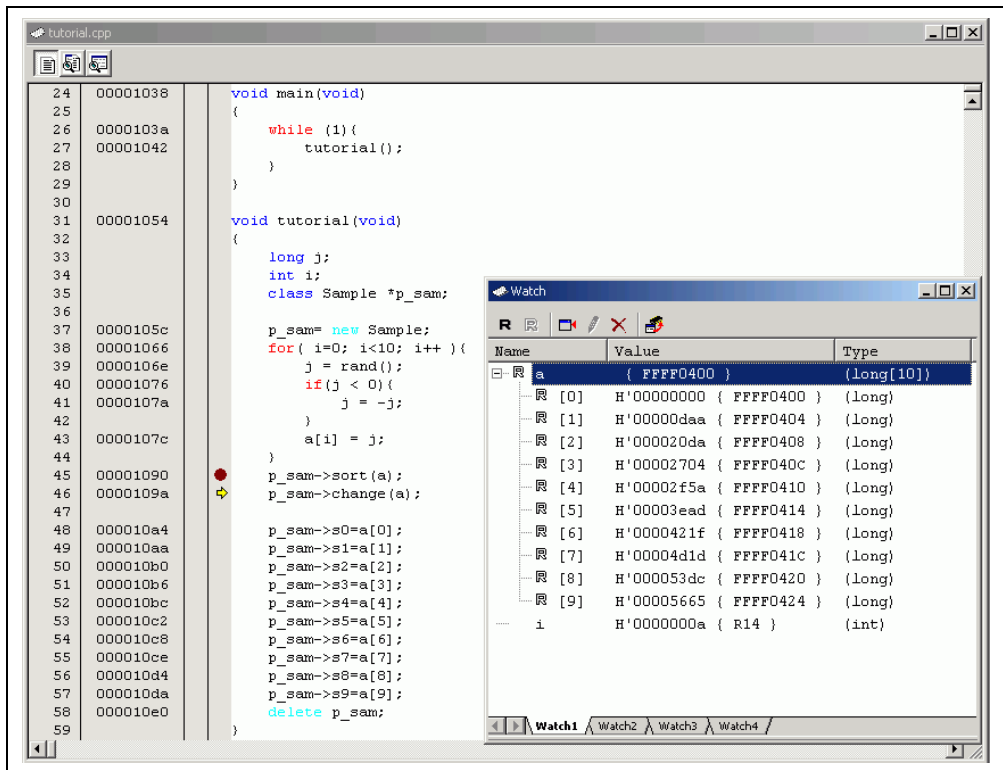 tutorial.cpp
24 00001038 void main(void)
25 {
26 0000103a while (1){
27 00001042 tutorial();
28 }
29 }
30
31 00001054 void tutorial(void)
32 {
33 long j;
34 int i;
35 class Sample *p_sam;
36
37 0000105c p_sam= new Sample;
38 00001066 for( i=0; i<10; i++ ){
39 0000106e j = rand();
40 00001076 if(j < 0){
41 0000107a j = -j;
42 }
43 0000107c a[i] = j;
44 }
45 00001090 p_sam->sort(a);
46 0000109a p_sam->change(a);
47
48 000010a4 p_sam->s0=a[0];
49 000010aa p_sam->s1=a[1];
50 000010b0 p_sam->s2=a[2];
51 000010b6 p_sam->s3=a[3];
52 000010bc p_sam->s4=a[4];
53 000010c2 p_sam->s5=a[5];
54 000010c8 p_sam->s6=a[6];
55 000010ce p_sam->s7=a[7];
56 000010d4 p_sam->s8=a[8];
57 000010da p_sam->s9=a[9];
58 000010e0 delete p_sam;
59 }
Watch
R R
Name Value Type
R a { FFFF0400 } (long[10])
R [0] H'00000000 { FFFF0400 } (long)
R [1] H'00000daa { FFFF0404 } (long)
R [2] H'000020da { FFFF0408 } (long)
R [3] H'00002704 { FFFF040C } (long)
R [4] H'00002f5a { FFFF0410 } (long)
R [5] H'00003ead { FFFF0414 } (long)
R [6] H'0000421f { FFFF0418 } (long)
R [7] H'00004d1d { FFFF041C } (long)
R [8] H'000053dc { FFFF0420 } (long)
R [9] H'00005665 { FFFF0424 } (long)
i H'0000000a { R14 } (int)
Watch1 Watch2 Watch3 Watch4